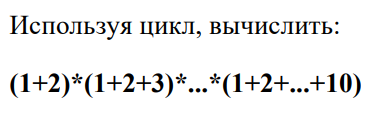 Используя цикл, вычислить:
(1+2)*(1+2+3)*...*(1+2+...+10)